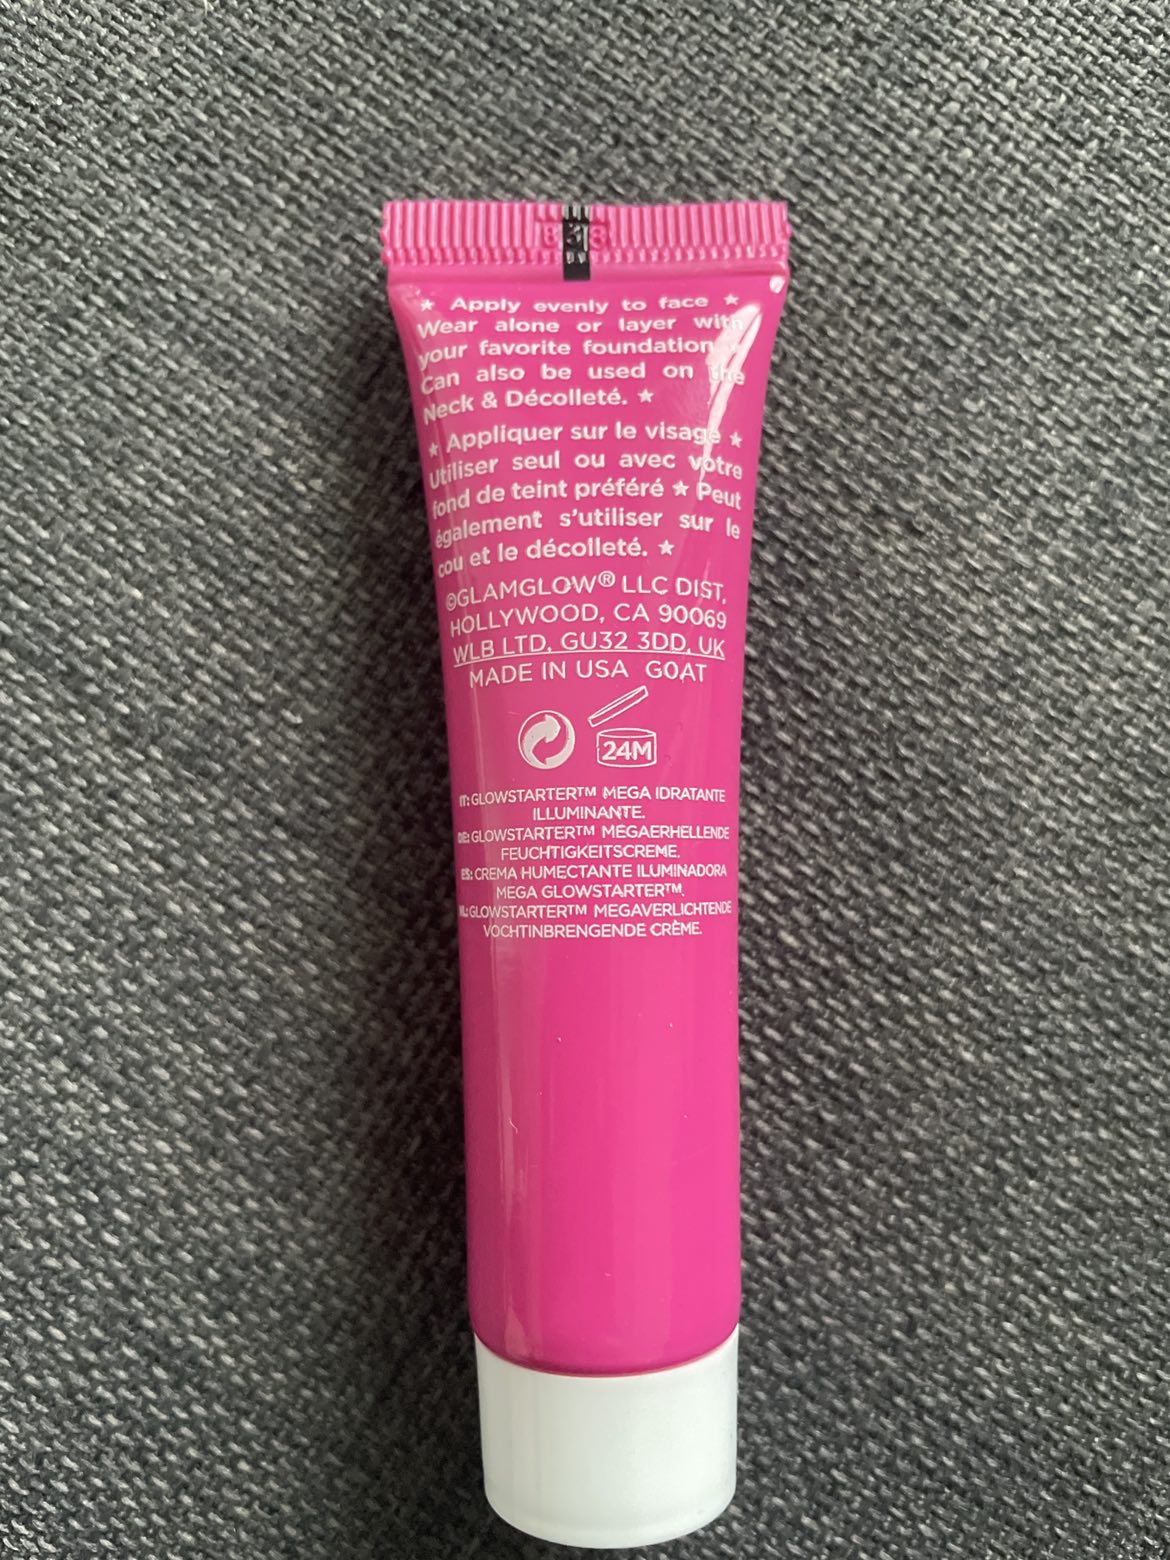 ★ Apply evenly to face ★
Wear alone or layer with
your favorite foundation ★
Can also be used on the
Neck & Décolleté. ★
★ Appliquer sur le visage ★
Utiliser seul ou avec votre
fond de teint préféré ★ Peut
également s'utiliser sur le
cou et le décolleté. ★
©GLAMGLOW® LLC DIST,
HOLLYWOOD, CA 90069
WLB LTD, GU32 3DD, UK
MADE IN USA G0AT
24M
IT: GLOWSTARTER™ MEGA IDRATANTE
ILLUMINANTE.
DE: GLOWSTARTER™ MEGAERHELLENDE
FEUCHTIGKEITSCREME.
ES: CREMA HUMECTANTE ILUMINADORA
MEGA GLOWSTARTER™.
NL: GLOWSTARTER™ MEGAVERLICHTENDE
VOCHTINBRENGENDE CRÈME.